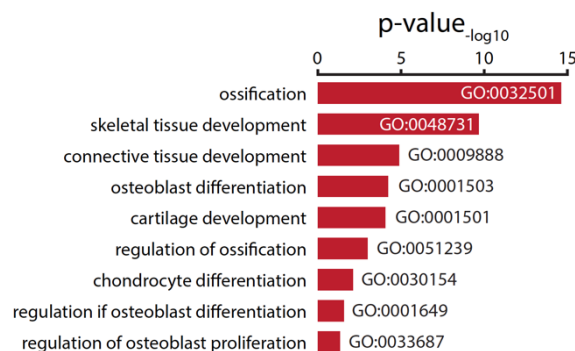 p-value-log10
0 5 10 15
ossification GO:0032501
skeletal tissue development GO:0048731
connective tissue development GO:0009888
osteoblast differentiation GO:0001503
cartilage development GO:0001501
regulation of ossification GO:0051239
chondrocyte differentiation GO:0030154
regulation if osteoblast differentiation GO:0001649
regulation of osteoblast proliferation GO:0033687